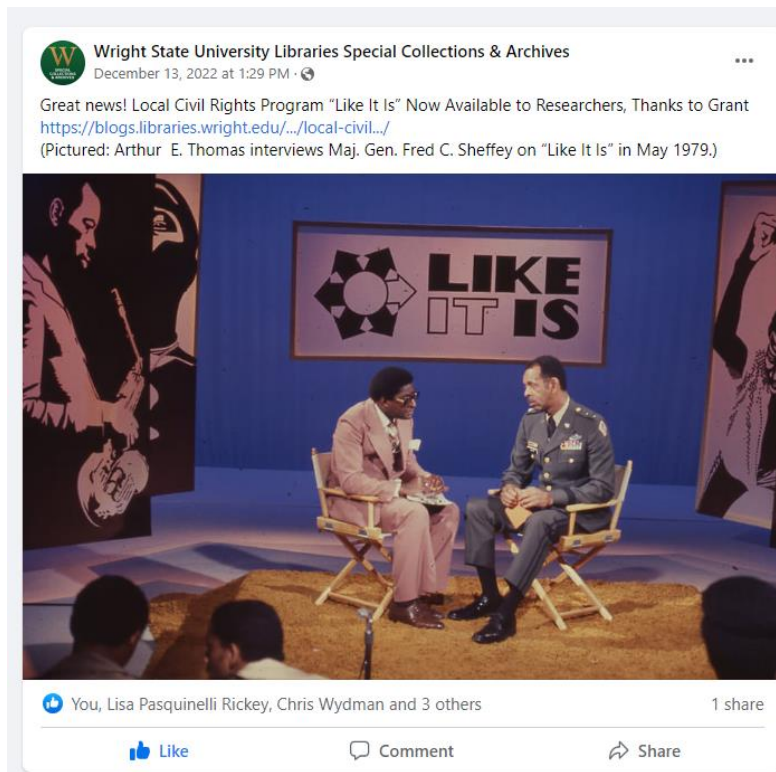 W
SPECIAL
COLLECTIONS
& ARCHIVES
Wright State University Libraries Special Collections & Archives
December 13, 2022 at 1:29 PM ·
Great news! Local Civil Rights Program “Like It Is” Now Available to Researchers, Thanks to Grant
https://blogs.libraries.wright.edu/.../local-civil.../
(Pictured: Arthur  E. Thomas interviews Maj. Gen. Fred C. Sheffey on “Like It Is” in May 1979.)
LIKE
IT IS
You, Lisa Pasquinelli Rickey, Chris Wydman and 3 others 1 share
Like Comment Share